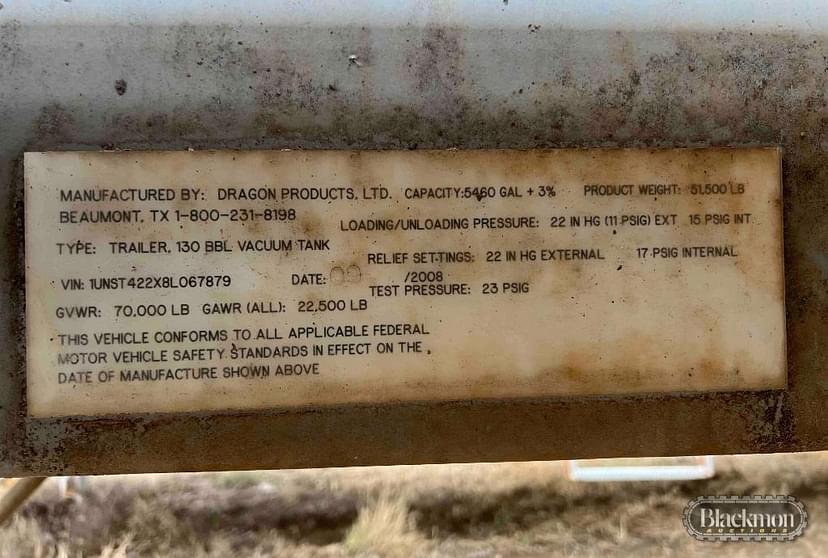 MANUFACTURED BY: DRAGON PRODUCTS, LTD. CAPACITY:5460 GAL + 3% PRODUCT WEIGHT: 51,500 LB
BEAUMONT, TX 1-800-231-8198
LOADING/UNLOADING PRESSURE: 22 IN HG (11 PSIG) EXT 15 PSIG INT
TYPE: TRAILER, 130 BBL VACUUM TANK
RELIEF SETTINGS: 22 IN HG EXTERNAL 17 PSIG INTERNAL
VIN: 1UNST422X8L067879 DATE: 09 /2008
TEST PRESSURE: 23 PSIG
GVWR: 70,000 LB GAWR (ALL): 22,500 LB
THIS VEHICLE CONFORMS TO ALL APPLICABLE FEDERAL
MOTOR VEHICLE SAFETY STANDARDS IN EFFECT ON THE
DATE OF MANUFACTURE SHOWN ABOVE
Blackmon
AUCTIONS